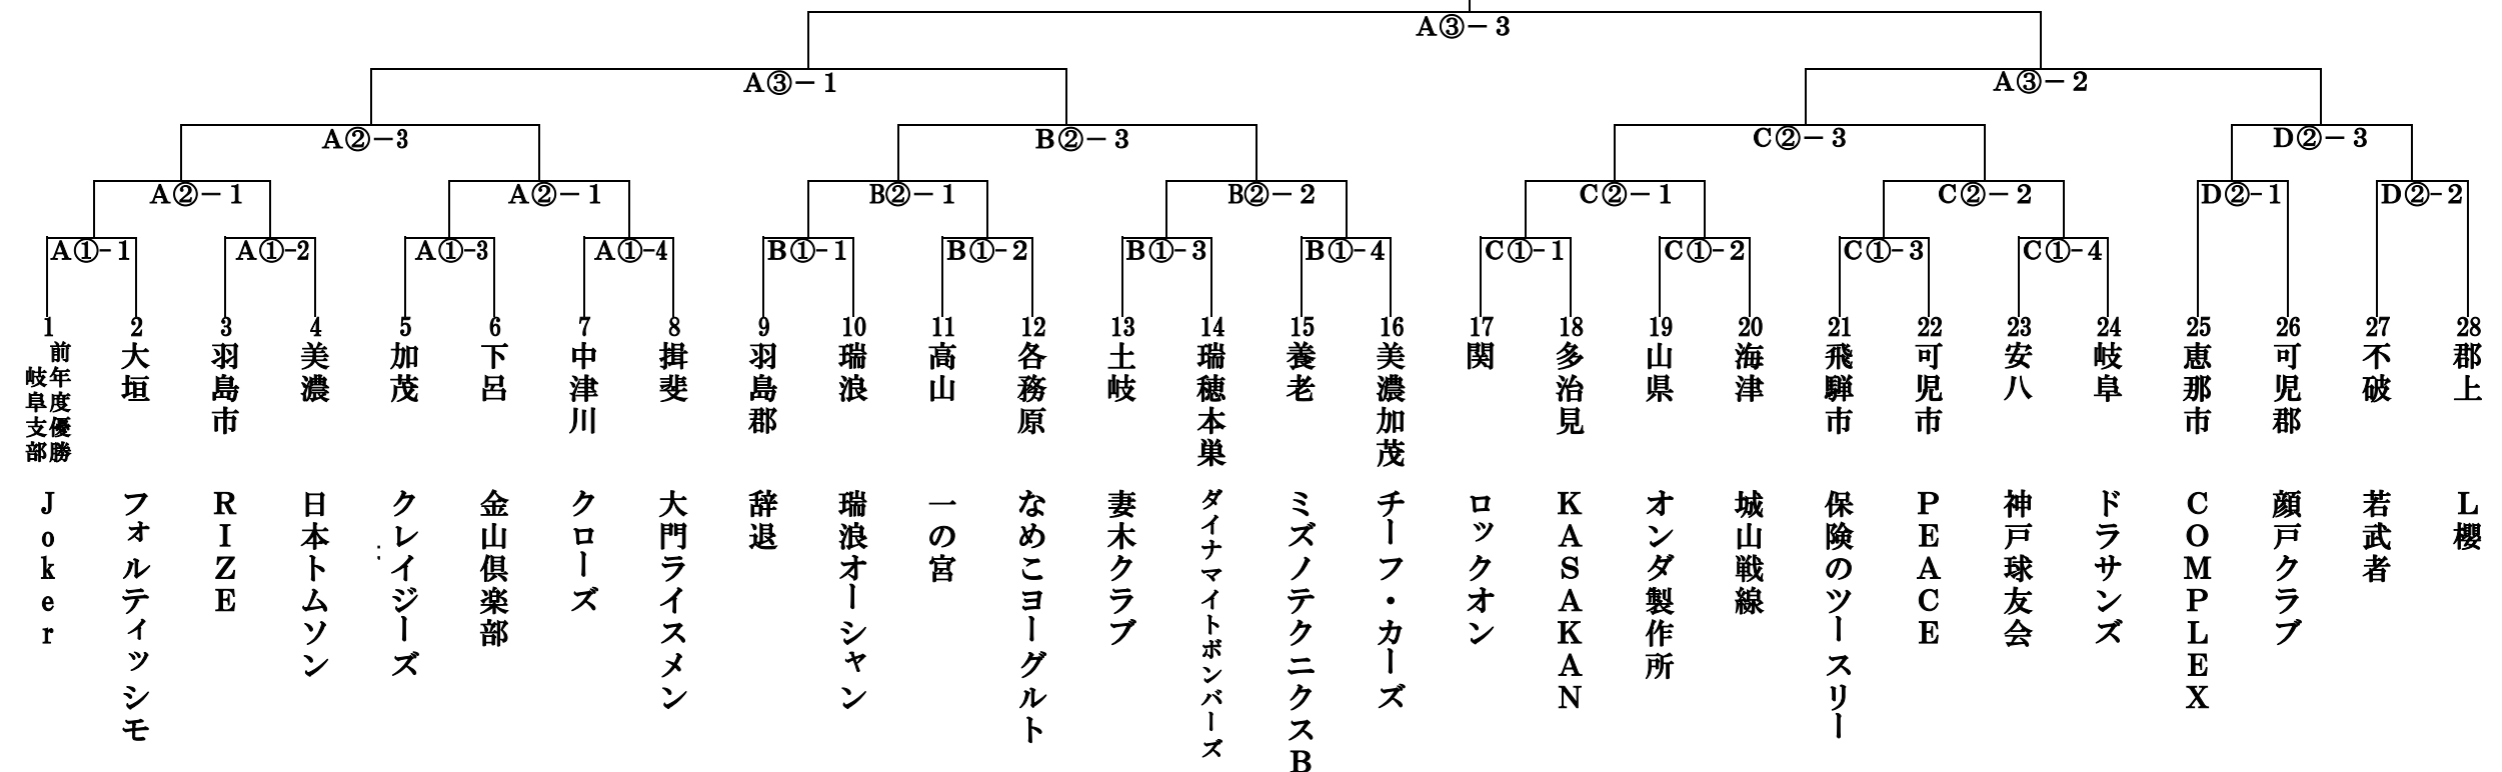 A③－3
A③－1
A③－2
A②－3
B②－3
C②－3
D②－3
A②－1
A②－1
B②－1
B②－2
C②－1
C②－2
D②-1
D②-2
A①-1
A①-2
A①-3
A①-4
B①-1
B①-2
B①-3
B①-4
C①-1
C①-2
C①-3
C①-4
1
前年度優勝
岐阜支部
Joker
2
大垣
フォルティッシモ
3
羽島市
RIZE
4
美濃
日本トムソン
5
加茂
クレイジーズ
6
下呂
金山倶楽部
7
中津川
クローズ
8
揖斐
大門ライスメン
9
羽島郡
辞退
10
瑞浪
瑞浪オーシャン
11
高山
一の宮
12
各務原
なめこヨーグルト
13
土岐
妻木クラブ
14
瑞穂本巣
ダイナマイトボンバーズ
15
養老
ミズノテクニクスB
16
美濃加茂
チーフ・カーズ
17
関
ロックオン
18
多治見
KASAKAN
19
山県
オンダ製作所
20
海津
城山戦線
21
飛騨市
保険のツースリー
22
可児市
PEACE
23
安八
神戸球友会
24
岐阜
ドラサンズ
25
恵那市
COMPLEX
26
可児郡
顔戸クラブ
27
不破
若武者
28
郡上
L櫻